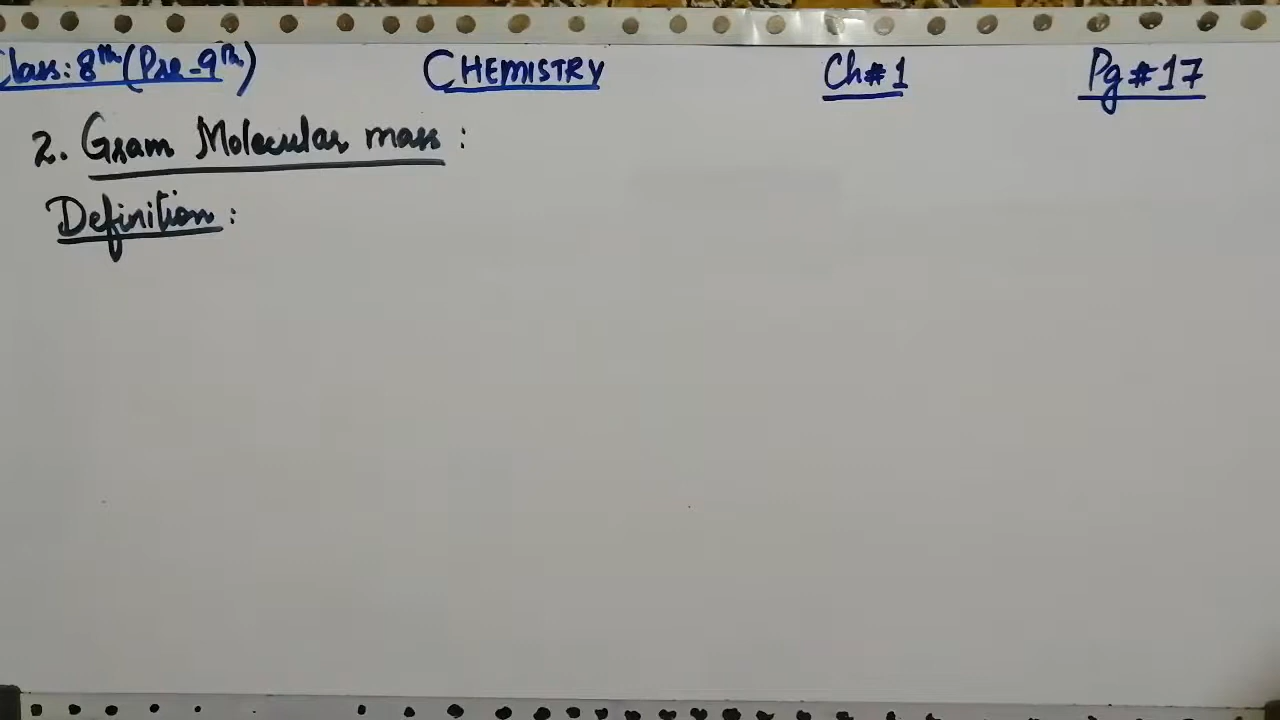 Class: 8th (Pre-9th) CHEMISTRY Ch#1 Pg#17
2. Gram Molecular mass:
Definition: